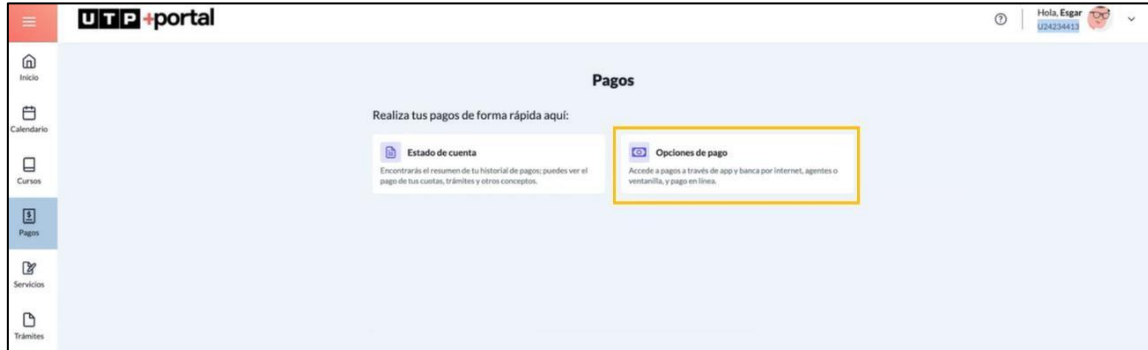 UTP+portal
Hola, Esgar
U24234413
Inicio
Calendario
Cursos
Pagos
Servicios
Trámites
Pagos
Realiza tus pagos de forma rápida aquí:
Estado de cuenta
Encontrarás el resumen de tu historial de pagos; puedes ver el
pago de tus cuotas, trámites y otros conceptos.
Opciones de pago
Accede a pagos a través de app y banca por internet, agentes o
ventanilla, y pago en línea.